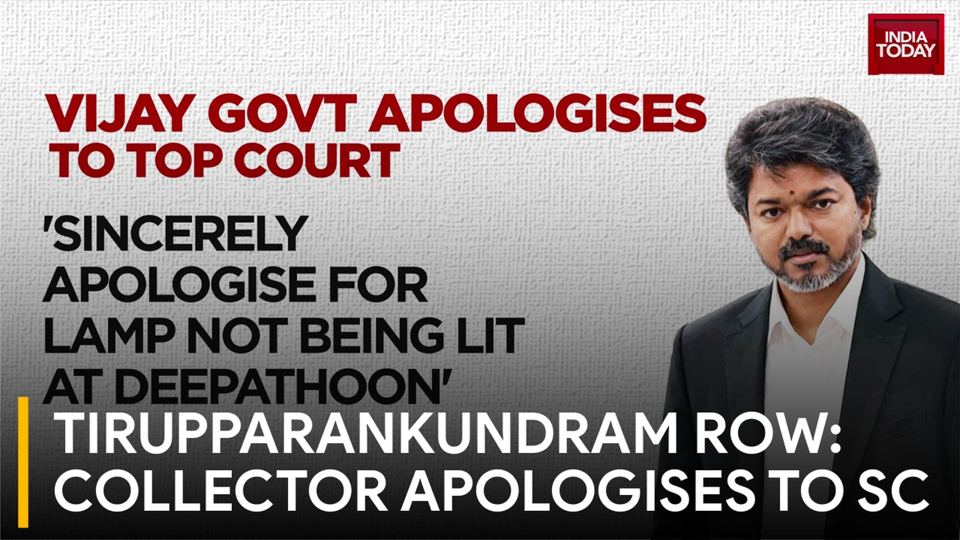 INDIA
TODAY
VIJAY GOVT APOLOGISES
TO TOP COURT
'SINCERELY
APOLOGISE FOR
LAMP NOT BEING LIT
AT DEEPATHOON'
TIRUPPARANKUNDRAM ROW:
COLLECTOR APOLOGISES TO SC